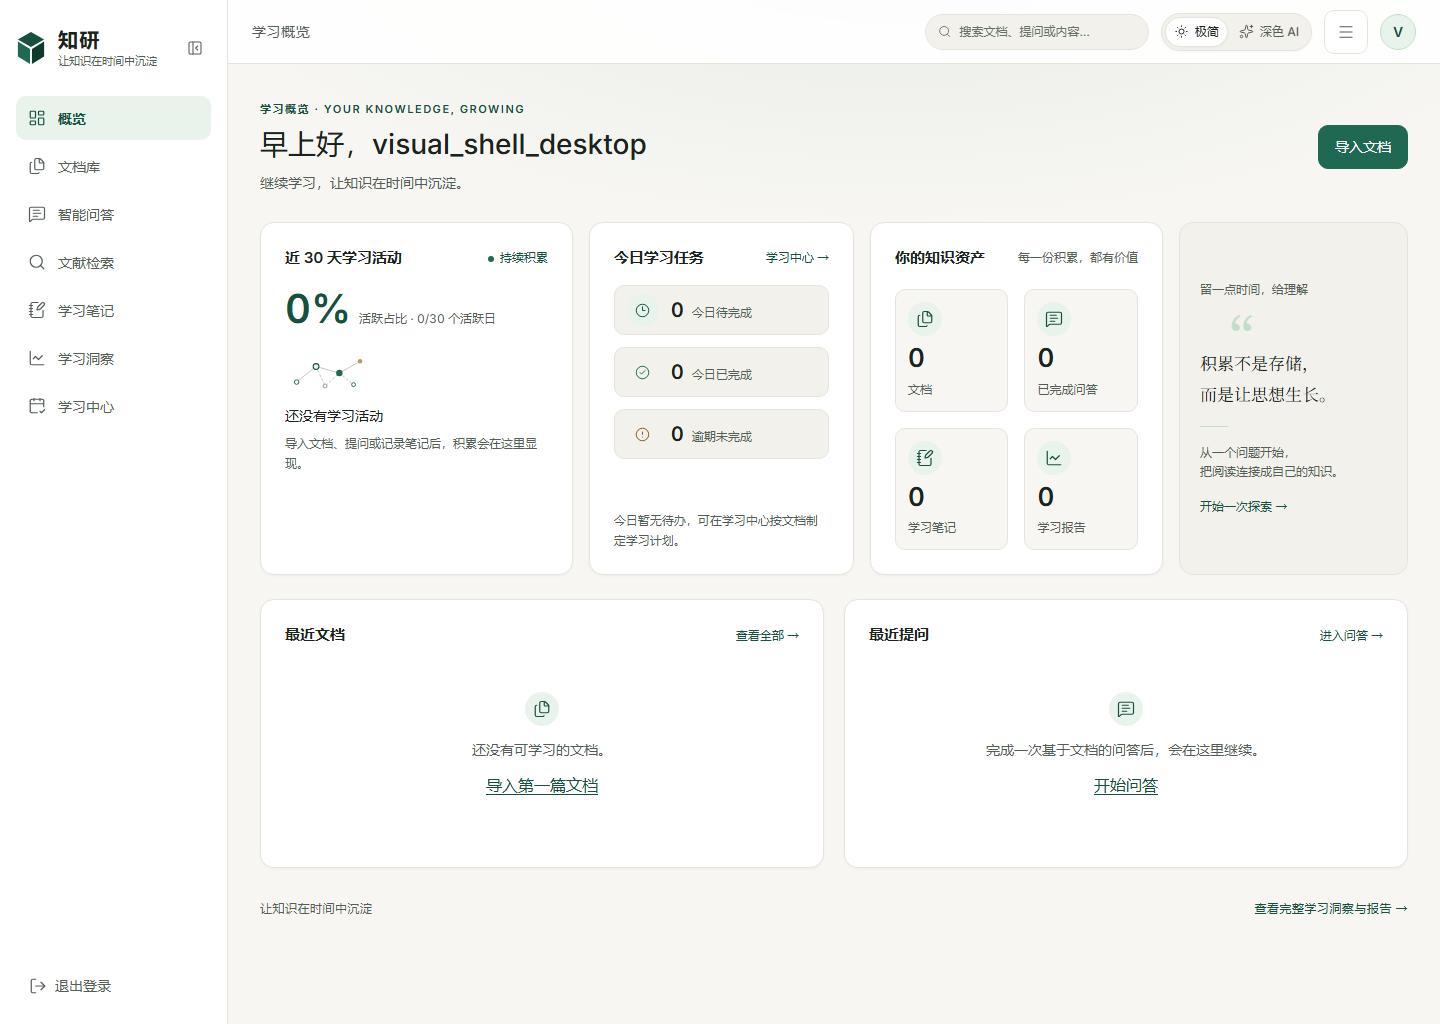 知研
让知识在时间中沉淀
概览
文档库
智能问答
文献检索
学习笔记
学习洞察
学习中心
退出登录
学习概览
搜索文档、提问或内容...
极简
深色 AI
V
学习概览 · YOUR KNOWLEDGE, GROWING
早上好，visual_shell_desktop
继续学习，让知识在时间中沉淀。
导入文档
近 30 天学习活动
持续积累
0%
活跃占比 · 0/30 个活跃日
还没有学习活动
导入文档、提问或记录笔记后，积累会在这里显
现。
今日学习任务
学习中心 →
0 今日待完成
0 今日已完成
0 逾期未完成
今日暂无待办，可在学习中心按文档制
定学习计划。
你的知识资产
每一份积累，都有价值
0
文档
0
已完成问答
0
学习笔记
0
学习报告
留一点时间，给理解
“
积累不是存储，
而是让思想生长。
从一个问题开始，
把阅读连接成自己的知识。
开始一次探索 →
最近文档
查看全部 →
还没有可学习的文档。
导入第一篇文档
最近提问
进入问答 →
完成一次基于文档的问答后，会在这里继续。
开始问答
让知识在时间中沉淀
查看完整学习洞察与报告 →